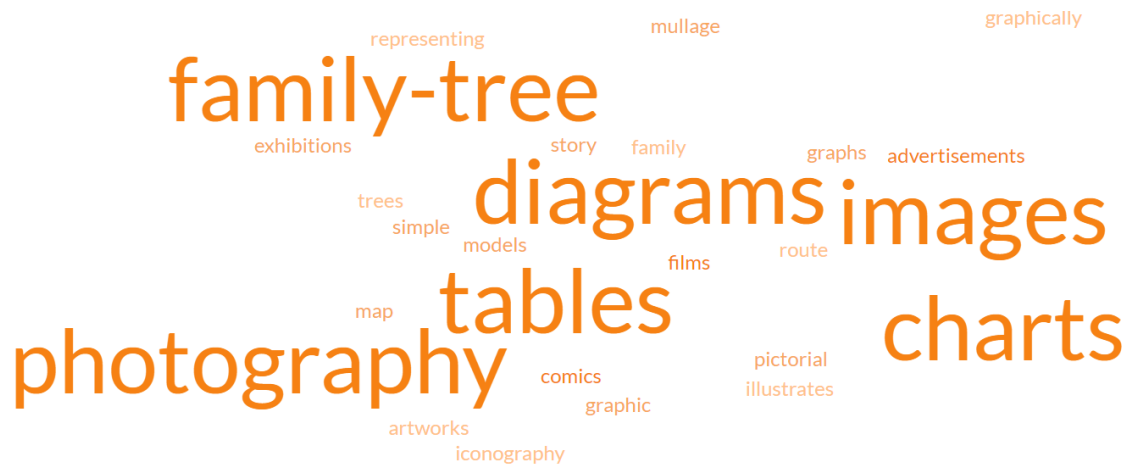 graphically
mullage
representing
family-tree
exhibitions
story
family
graphs
advertisements
diagrams
images
trees
simple
models
route
films
tables
map
charts
photography
pictorial
comics
illustrates
graphic
artworks
iconography